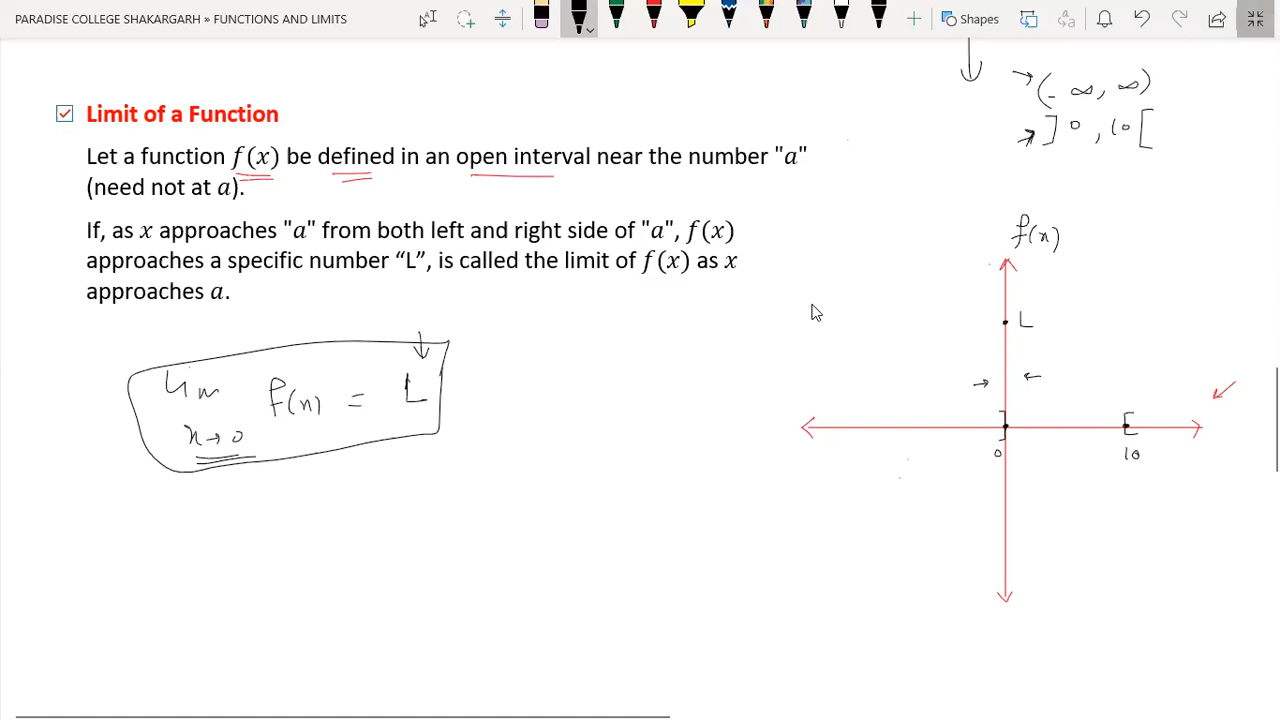 PARADISE COLLEGE SHAKARGARH » FUNCTIONS AND LIMITS
Shapes
(- ∞, ∞)
] 0 , 10 [
Limit of a Function
Let a function f(x) be defined in an open interval near the number "a"
(need not at a).
If, as x approaches "a" from both left and right side of "a", f(x)
approaches a specific number “L”, is called the limit of f(x) as x
approaches a.
lim f(x) = L
x→0
f(x)
L
0
10